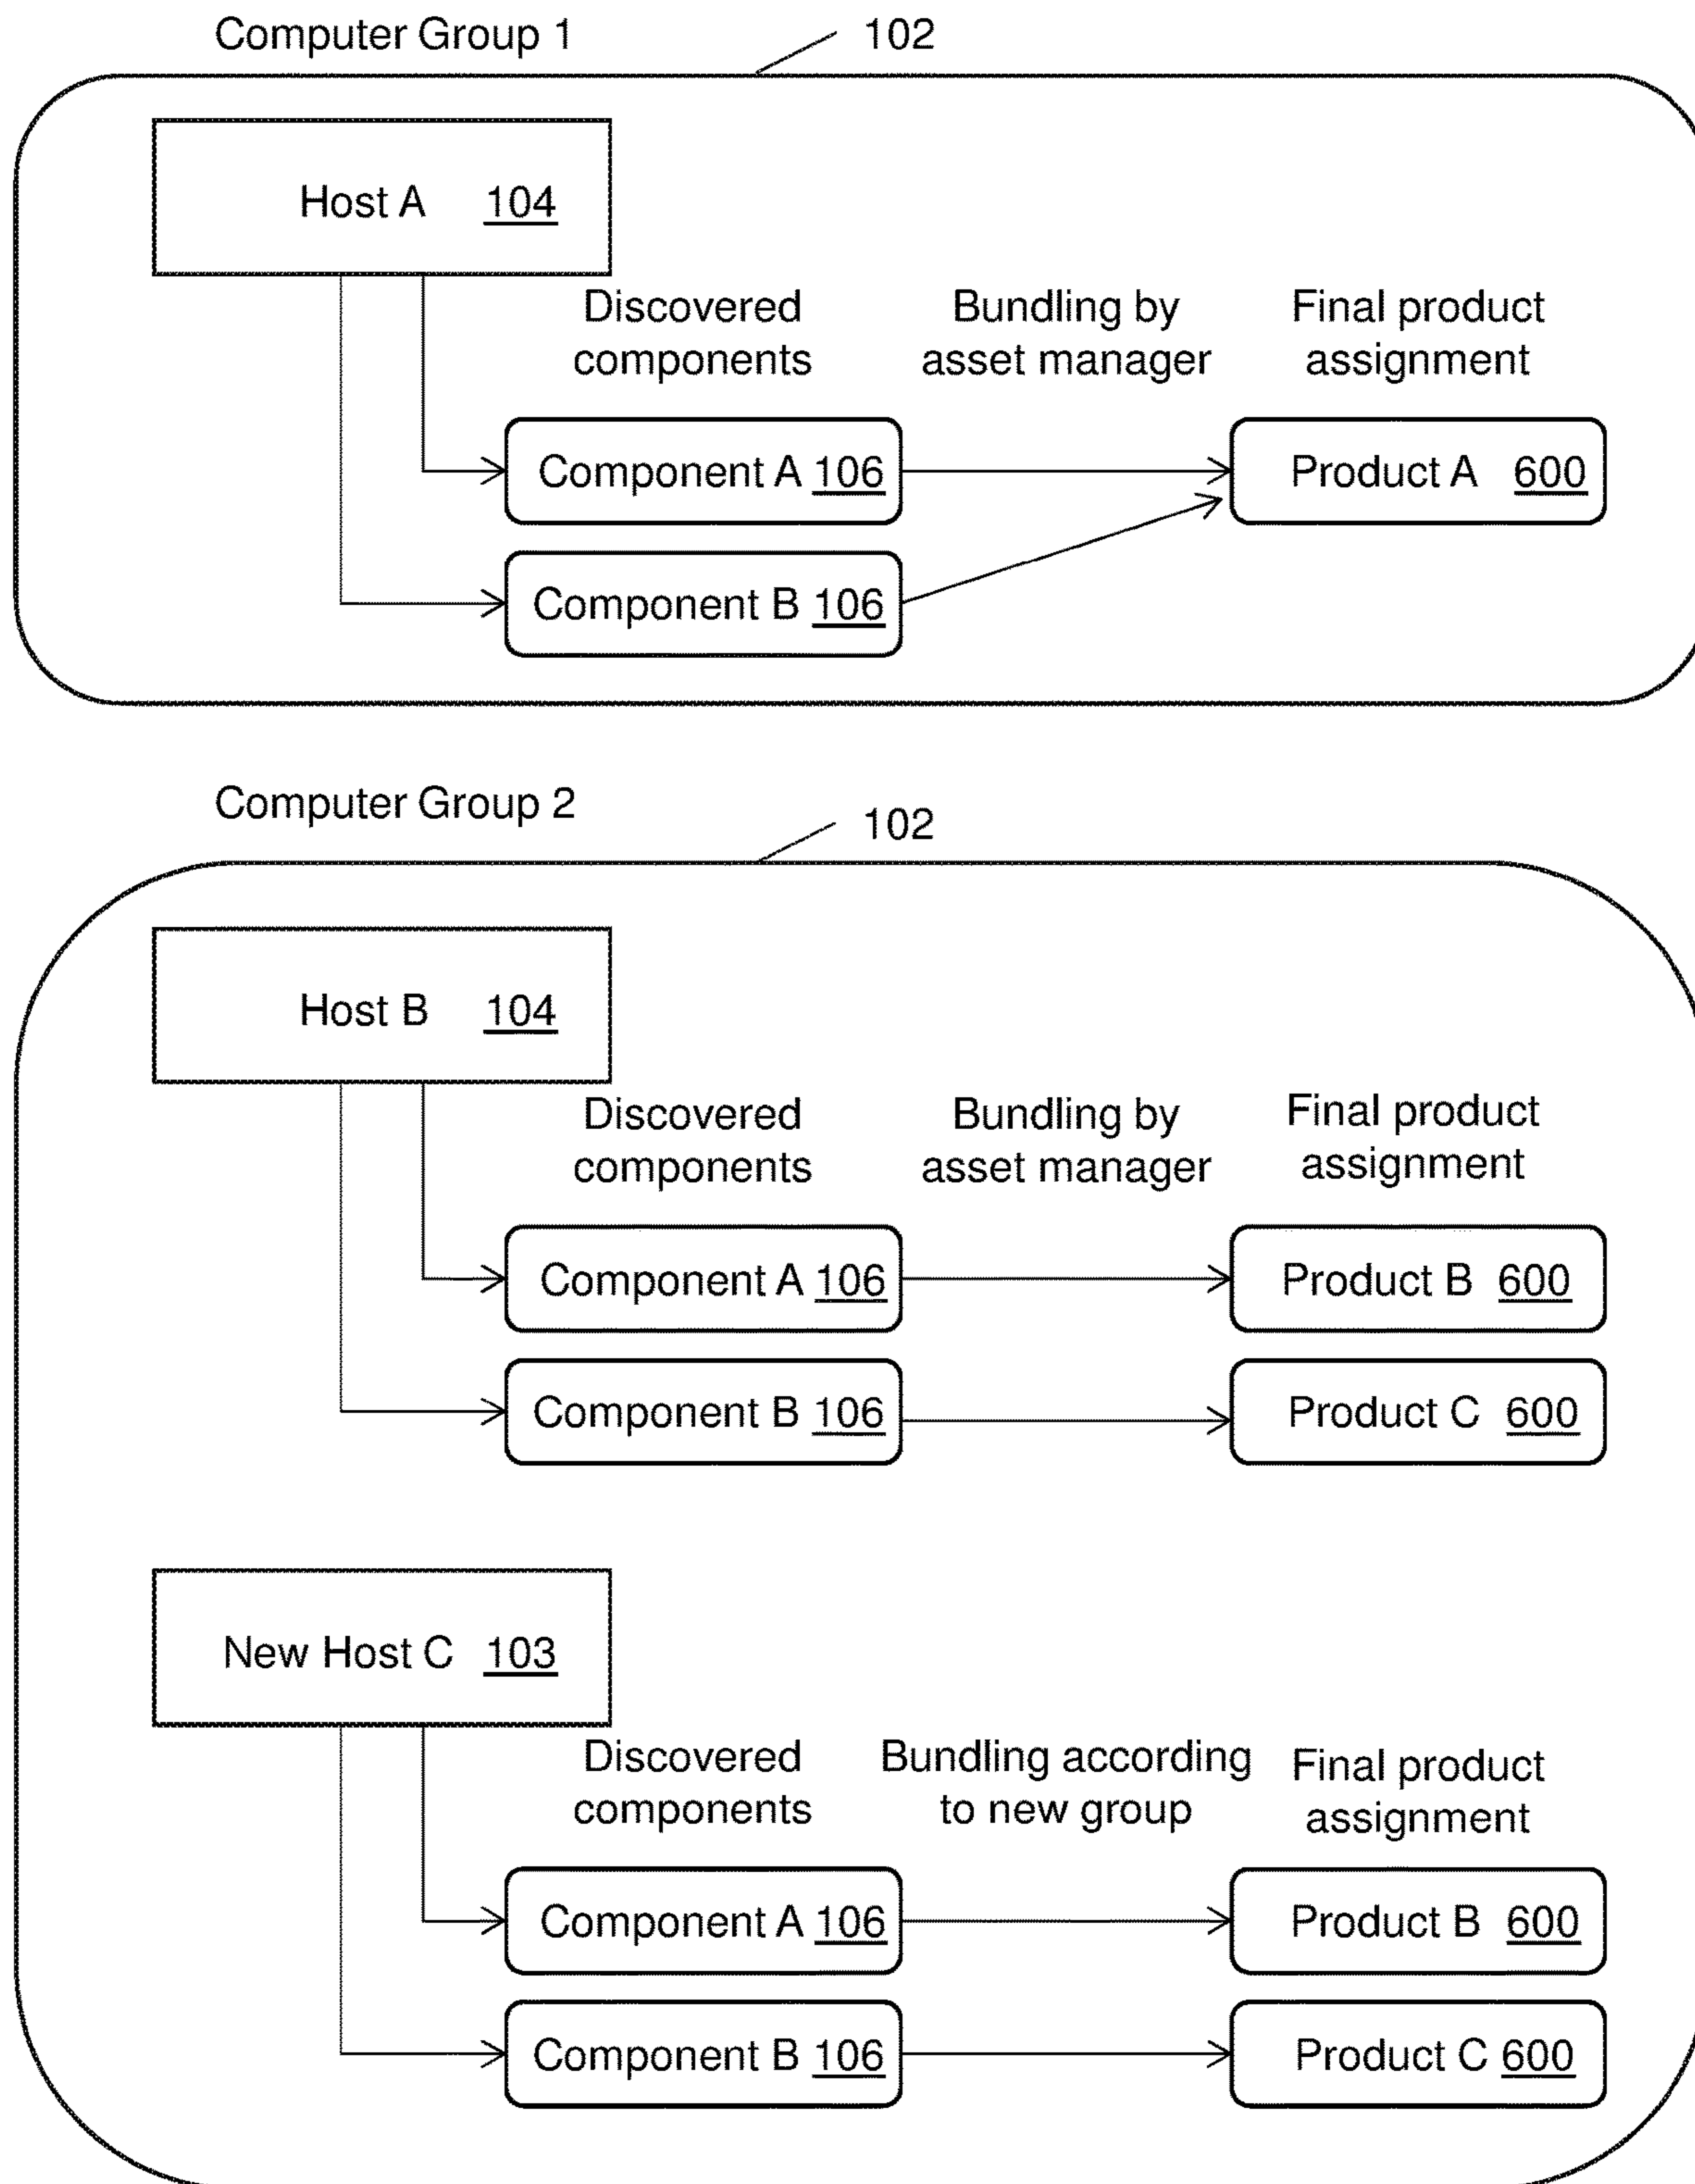 Computer Group 1
102
Host A 104
Discovered components
Bundling by asset manager
Final product assignment
Component A 106
Product A 600
Component B 106
Computer Group 2
102
Host B 104
Discovered components
Bundling by asset manager
Final product assignment
Component A 106
Product B 600
Component B 106
Product C 600
New Host C 103
Discovered components
Bundling according to new group
Final product assignment
Component A 106
Product B 600
Component B 106
Product C 600